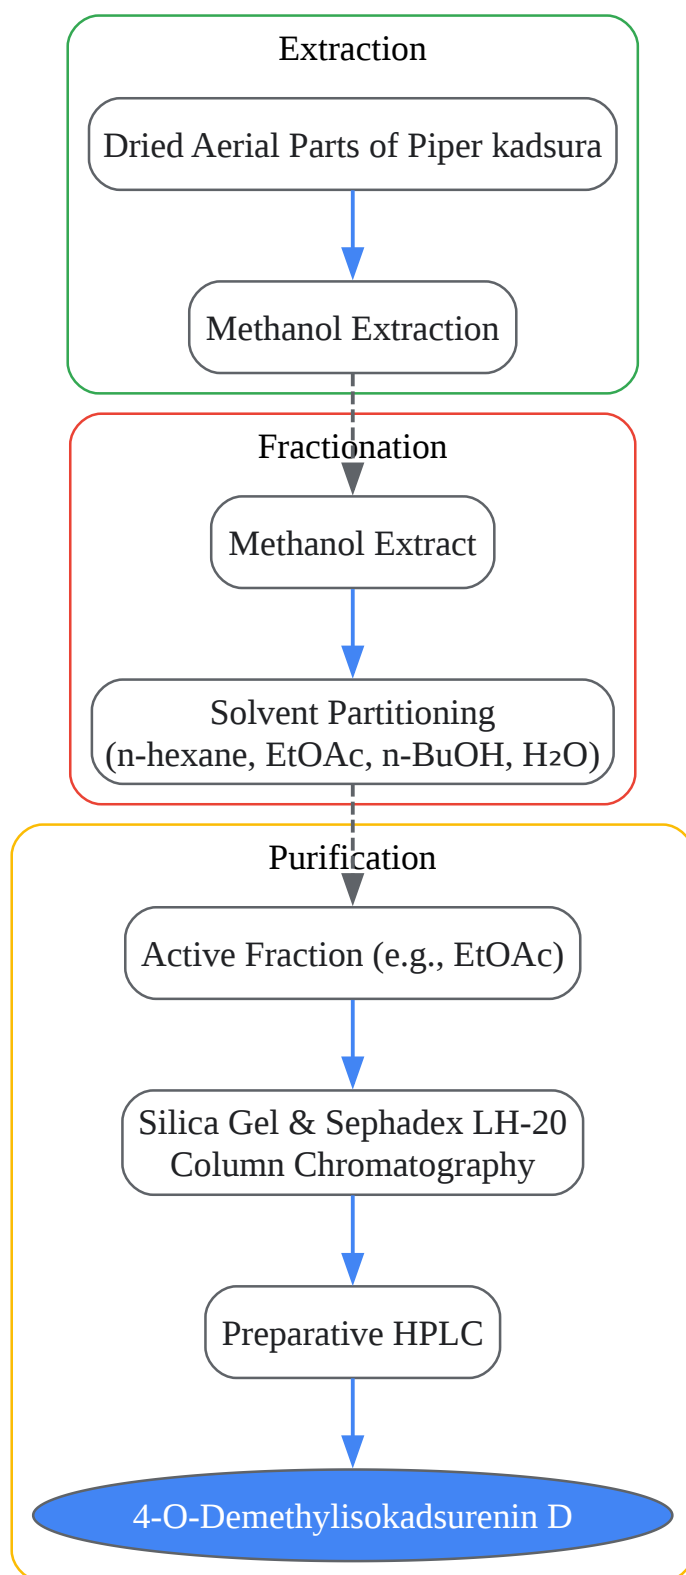 Extraction
Dried Aerial Parts of Piper kadsura
Methanol Extraction
Fractionation
Methanol Extract
Solvent Partitioning
(n-hexane, EtOAc, n-BuOH, H₂O)
Purification
Active Fraction (e.g., EtOAc)
Silica Gel & Sephadex LH-20
Column Chromatography
Preparative HPLC
4-O-Demethylisokadsurenin D